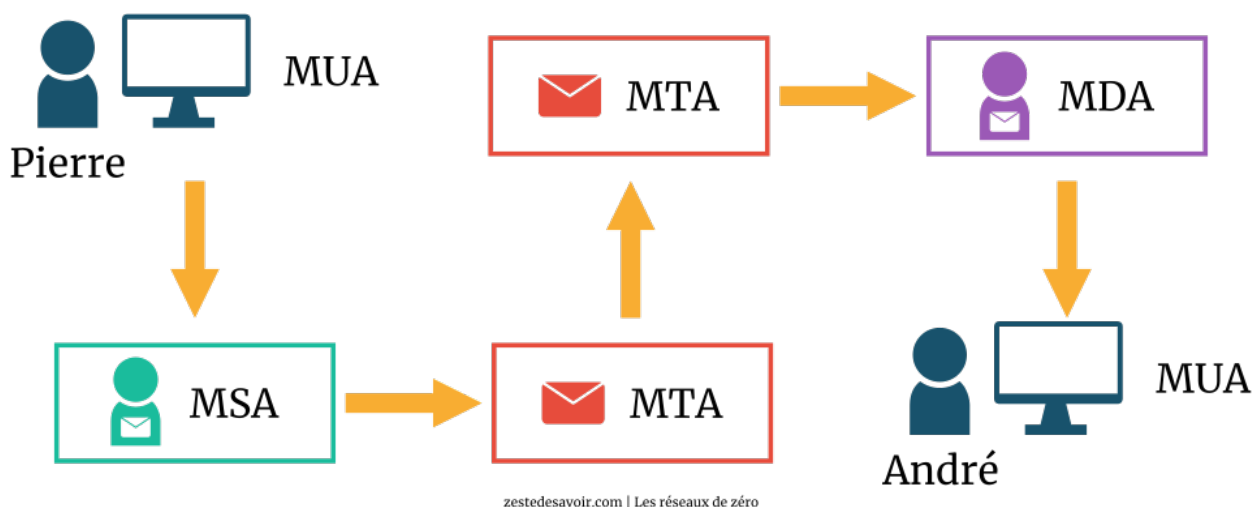 MUA
Pierre
MSA
MTA
MTA
MDA
MUA
André
zestedesavoir.com | Les réseaux de zéro